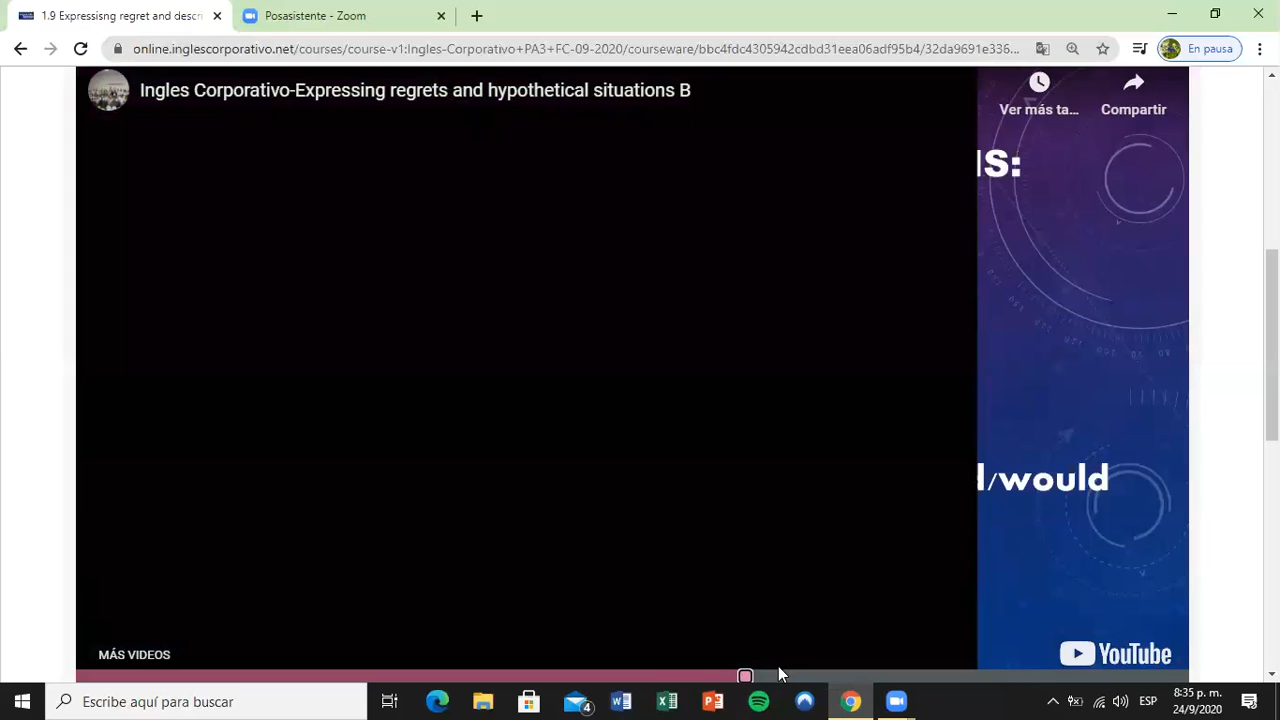 1.9 Expressisng regret and descri
Posasistente - Zoom
online.inglescorporativo.net/courses/course-v1:Ingles-Corporativo+PA3+FC-09-2020/courseware/bbc4fdc4305942cdbd31eea06adf95b4/32da9691e336...
En pausa
Ingles Corporativo-Expressing regrets and hypothetical situations B
Ver más ta...
Compartir
S:
/would
MÁS VIDEOS
YouTube
Escribe aquí para buscar
4
ESP
8:35 p. m.
24/9/2020